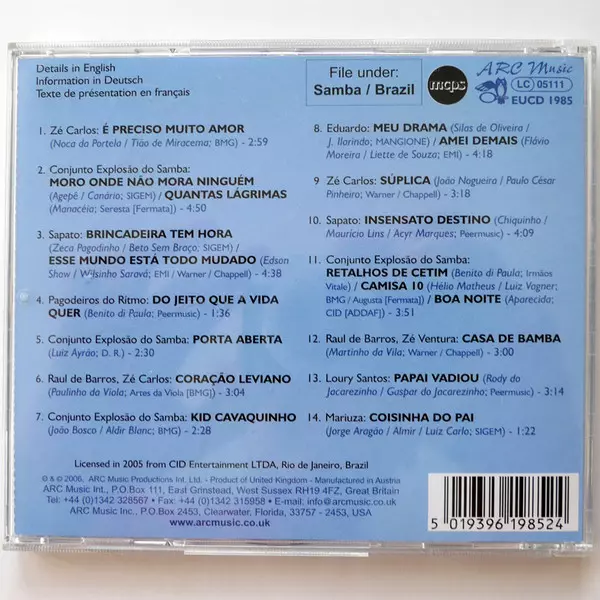 Details in English
Information in Deutsch
Texte de présentation en français
File under:
Samba / Brazil
mcps
ARC Music
LC 05111
EUCD 1985
1. Zé Carlos: É PRECISO MUITO AMOR
(Noca da Portela / Tião de Miracema; BMG) - 2:59
2. Conjunto Explosão do Samba:
MORO ONDE NÃO MORA NINGUÉM
(Agepê / Canário; SIGEM) / QUANTAS LÁGRIMAS
(Manacéia; Seresta [Fermata]) - 4:50
3. Sapato: BRINCADEIRA TEM HORA
(Zeca Pagodinho / Beto Sem Braço; SIGEM) /
ESSE MUNDO ESTÁ TODO MUDADO (Edson
Show / Wilsinho Saravá; EMI / Warner / Chappell) - 4:38
4. Pagodeiros do Ritmo: DO JEITO QUE A VIDA
QUER (Benito di Paula; Peermusic) - 1:36
5. Conjunto Explosão do Samba: PORTA ABERTA
(Luiz Ayrão; D. R.) - 2:30
6. Raul de Barros, Zé Carlos: CORAÇÃO LEVIANO
(Paulinho da Viola; Artes da Viola [BMG]) - 3:04
7. Conjunto Explosão do Samba: KID CAVAQUINHO
(João Bosco / Aldir Blanc; BMG) - 2:28
8. Eduardo: MEU DRAMA (Silas de Oliveira /
J. Ilarindo; MANGIONE) / AMEI DEMAIS (Flávio
Moreira / Liette de Souza; EMI) - 4:18
9 Zé Carlos: SÚPLICA (João Nogueira / Paulo César
Pinheiro; Warner / Chappell) - 3:18
10. Sapato: INSENSATO DESTINO (Chiquinho /
Maurício Lins / Acyr Marques; Peermusic) - 4:09
11. Conjunto Explosão do Samba:
RETALHOS DE CETIM (Benito di Paula; Irmãos
Vitale) / CAMISA 10 (Hélio Matheus / Luiz Vagner;
BMG / Augusta [Fermata]) / BOA NOITE (Aparecida;
CID [ADDAF]) - 3:51
12. Raul de Barros, Zé Ventura: CASA DE BAMBA
(Martinho da Vila; Warner / Chappell) - 3:00
13. Loury Santos: PAPAI VADIOU (Rody do
Jacarezinho / Gaspar do Jacarezinho; Peermusic) - 3:14
14. Mariuza: COISINHA DO PAI
(Jorge Aragão / Almir / Luiz Carlo; SIGEM) - 1:22
Licensed in 2005 from CID Entertainment LTDA, Rio de Janeiro, Brazil
℗ & © 2006, ARC Music Productions Int. Ltd. - Product of United Kingdom - Manufactured in Austria
ARC Music Int., P.O.Box 111, East Grinstead, West Sussex RH19 4FZ, Great Britain
Tel: +44 (0)1342 328567 - Fax: +44 (0)1342 315958 - E-mail: info@arcmusic.co.uk
ARC Music Inc., P.O.Box 2453, Clearwater, Florida, 33757 - 2453, USA
www.arcmusic.co.uk
5 019396 198524